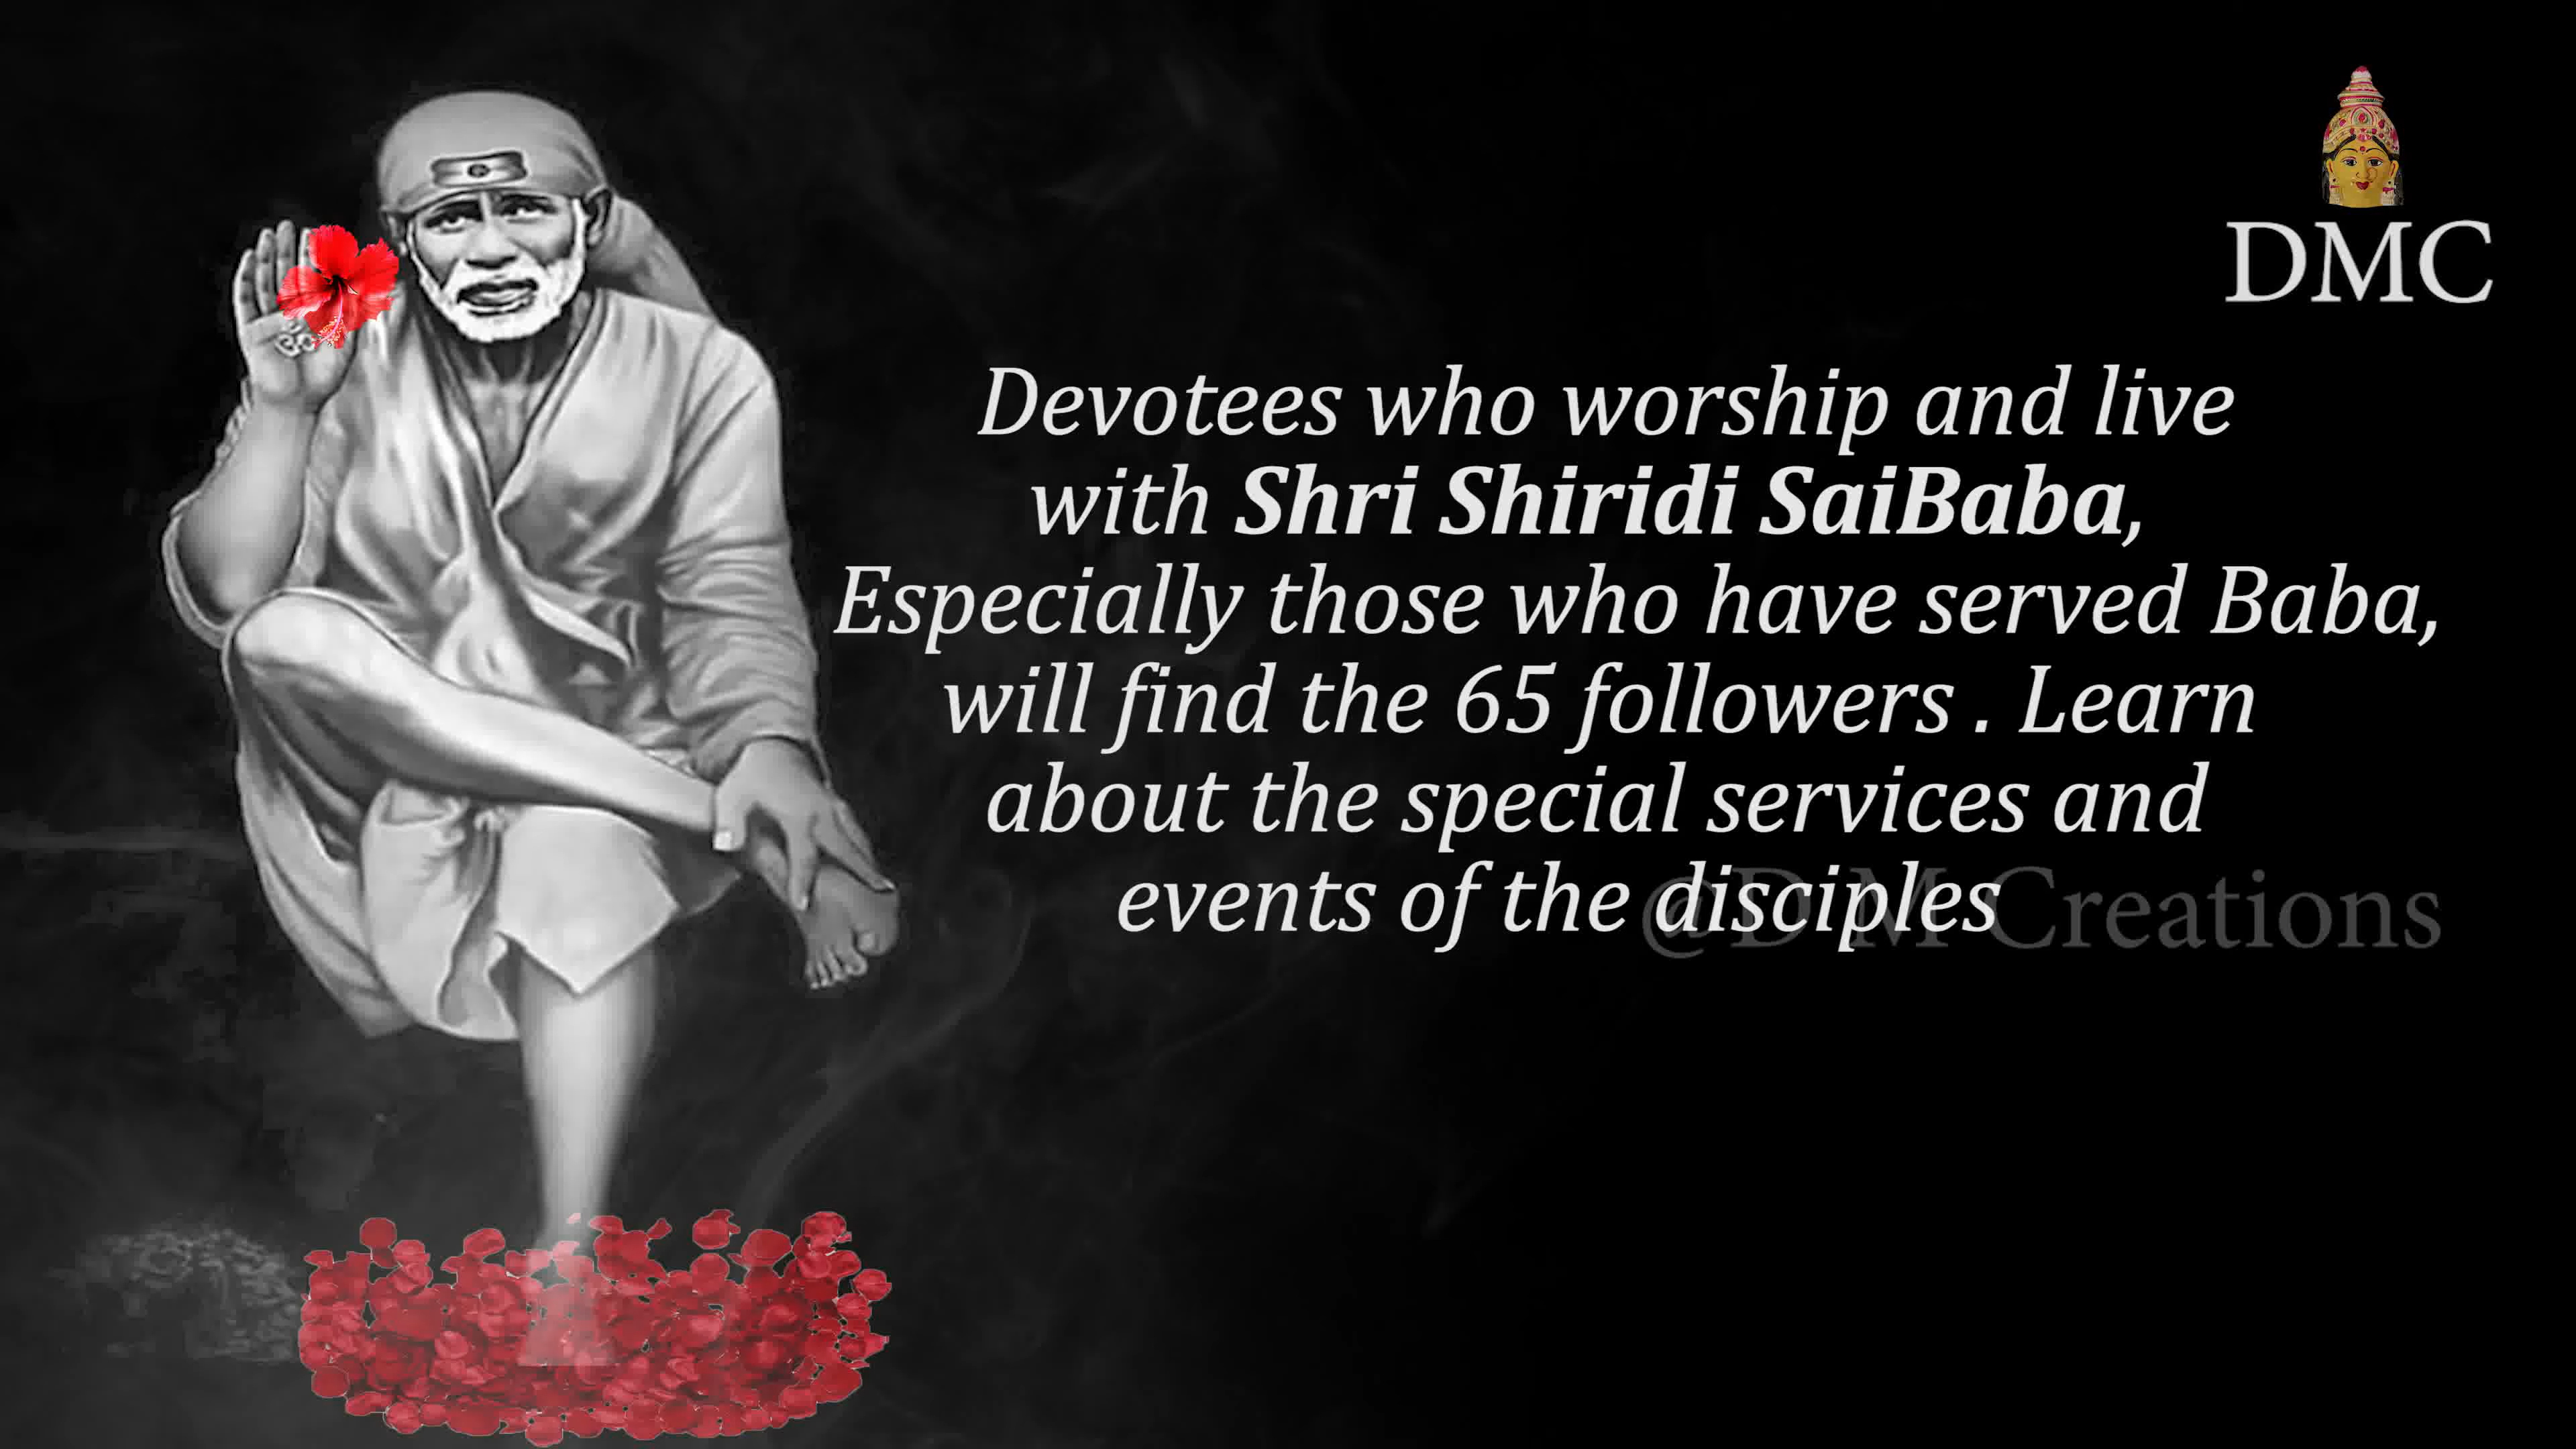 DMC
Devotees who worship and live
with Shri Shiridi SaiBaba,
Especially those who have served Baba,
will find the 65 followers . Learn
about the special services and
events of the disciples
@D M Creations
ॐ